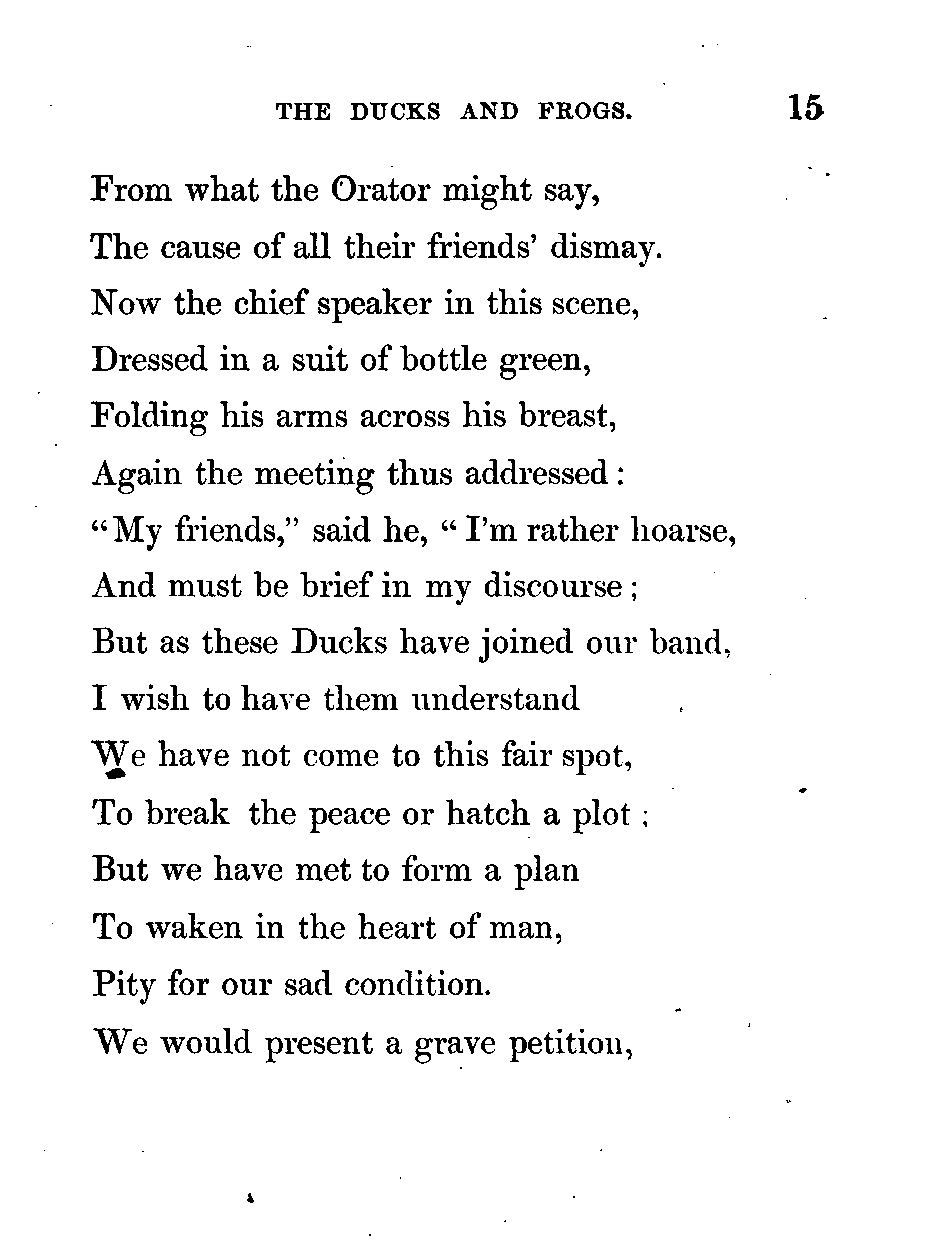 THE DUCKS AND FROGS. 15
From what the Orator might say,
The cause of all their friends' dismay.
Now the chief speaker in this scene,
Dressed in a suit of bottle green,
Folding his arms across his breast,
Again the meeting thus addressed:
"My friends," said he, "I'm rather hoarse,
And must be brief in my discourse;
But as these Ducks have joined our band,
I wish to have them understand
We have not come to this fair spot,
To break the peace or hatch a plot;
But we have met to form a plan
To waken in the heart of man,
Pity for our sad condition.
We would present a grave petition,